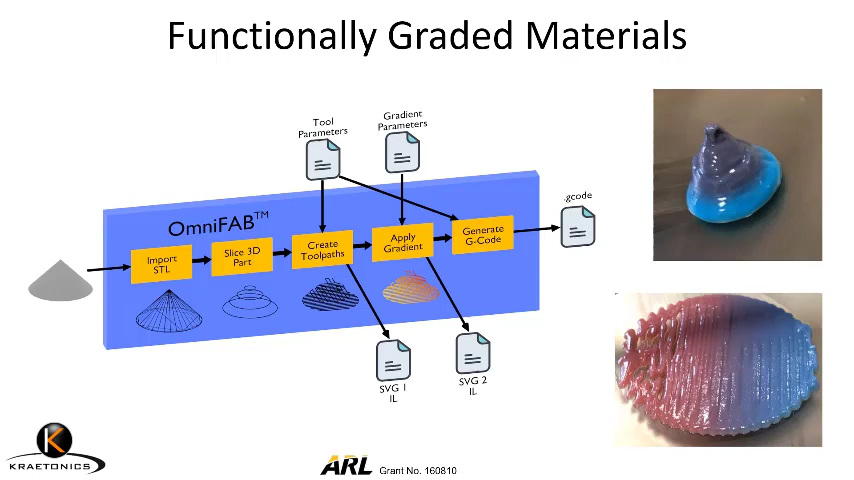 Functionally Graded Materials
Tool
Parameters
Gradient
Parameters
OmniFAB™
Import
STL
Slice 3D
Part
Create
Toolpaths
Apply
Gradient
Generate
G-Code
.gcode
SVG 1
IL
SVG 2
IL
K
KRAETONICS
ARL Grant No. 160810